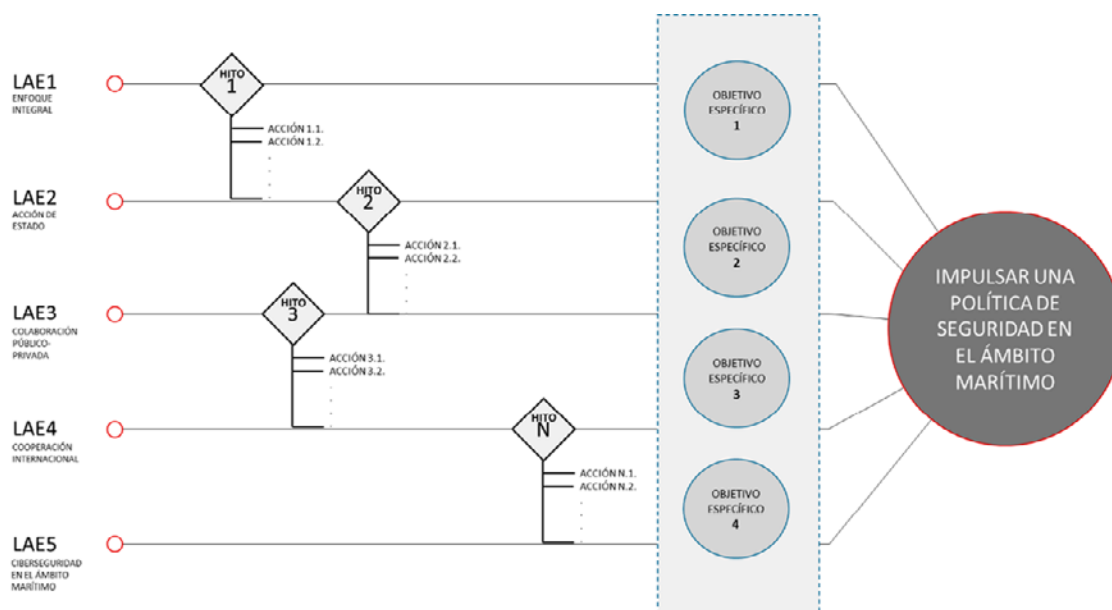 LAE1
ENFOQUE
INTEGRAL
HITO
1
ACCIÓN 1.1.
ACCIÓN 1.2.
LAE2
ACCIÓN DE
ESTADO
HITO
2
ACCIÓN 2.1.
ACCIÓN 2.2.
LAE3
COLABORACIÓN
PÚBLICO-
PRIVADA
HITO
3
ACCIÓN 3.1.
ACCIÓN 3.2.
LAE4
COOPERACIÓN
INTERNACIONAL
HITO
N
ACCIÓN N.1.
ACCIÓN N.2.
LAE5
CIBERSEGURIDAD
EN EL ÁMBITO
MARÍTIMO
OBJETIVO
ESPECÍFICO
1
OBJETIVO
ESPECÍFICO
2
OBJETIVO
ESPECÍFICO
3
OBJETIVO
ESPECÍFICO
4
IMPULSAR UNA
POLÍTICA DE
SEGURIDAD EN
EL ÁMBITO
MARÍTIMO